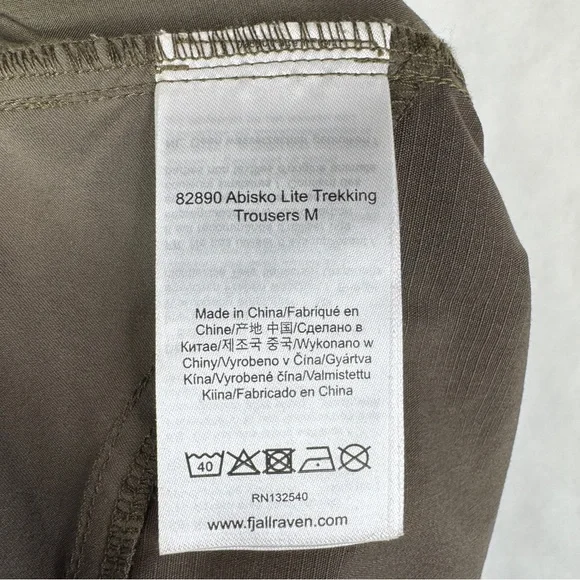 82890 Abisko Lite Trekking
Trousers M
Made in China/Fabriqué en
Chine/产地 中国/Сделано в
Китае/제조국 중국/Wykonano w
Chiny/Vyrobeno v Čína/Gyártva
Kína/Vyrobené čína/Valmistettu
Kiina/Fabricado en China
40
RN132540
www.fjallraven.com